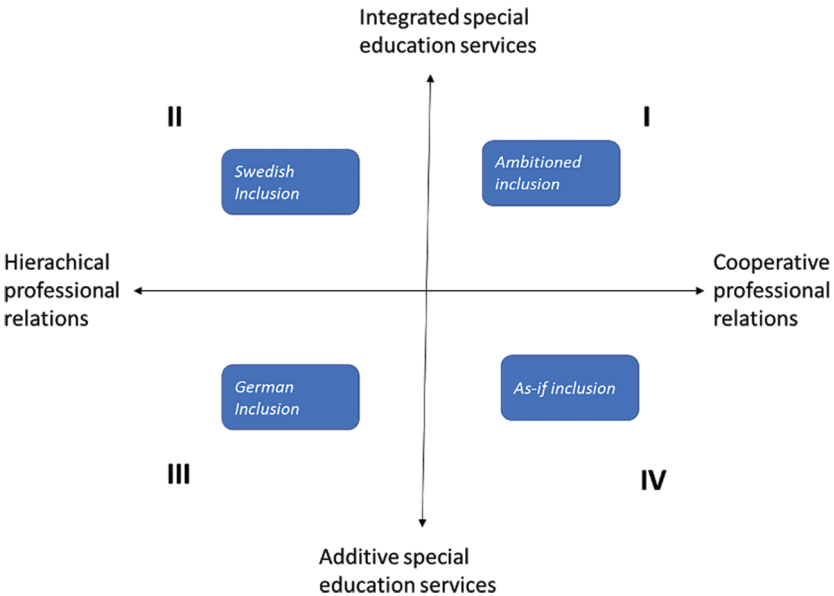 Integrated special
education services
II
I
Swedish
Inclusion
Ambitioned
inclusion
Hierachical
professional
relations
Cooperative
professional
relations
German
Inclusion
As-if inclusion
III
IV
Additive special
education services